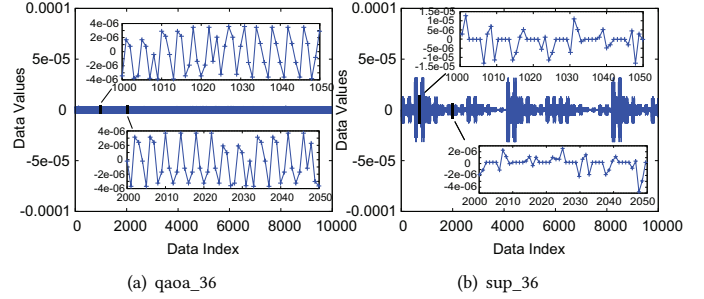 0.0001
5e-05
0
-5e-05
-0.0001
Data Values
4e-06
2e-06
0
-2e-06
-4e-06
1000 1010 1020 1030 1040 1050
4e-06
2e-06
0
-2e-06
-4e-06
2000 2010 2020 2030 2040 2050
0 2000 4000 6000 8000 10000
Data Index
(a) qaoa_36
0.0001
5e-05
0
-5e-05
-0.0001
Data Values
1.5e-05
1e-05
5e-06
0
-5e-06
-1e-05
-1.5e-05
1000 1010 1020 1030 1040 1050
2e-06
0
-2e-06
-4e-06
2000 2010 2020 2030 2040 2050
0 2000 4000 6000 8000 10000
Data Index
(b) sup_36